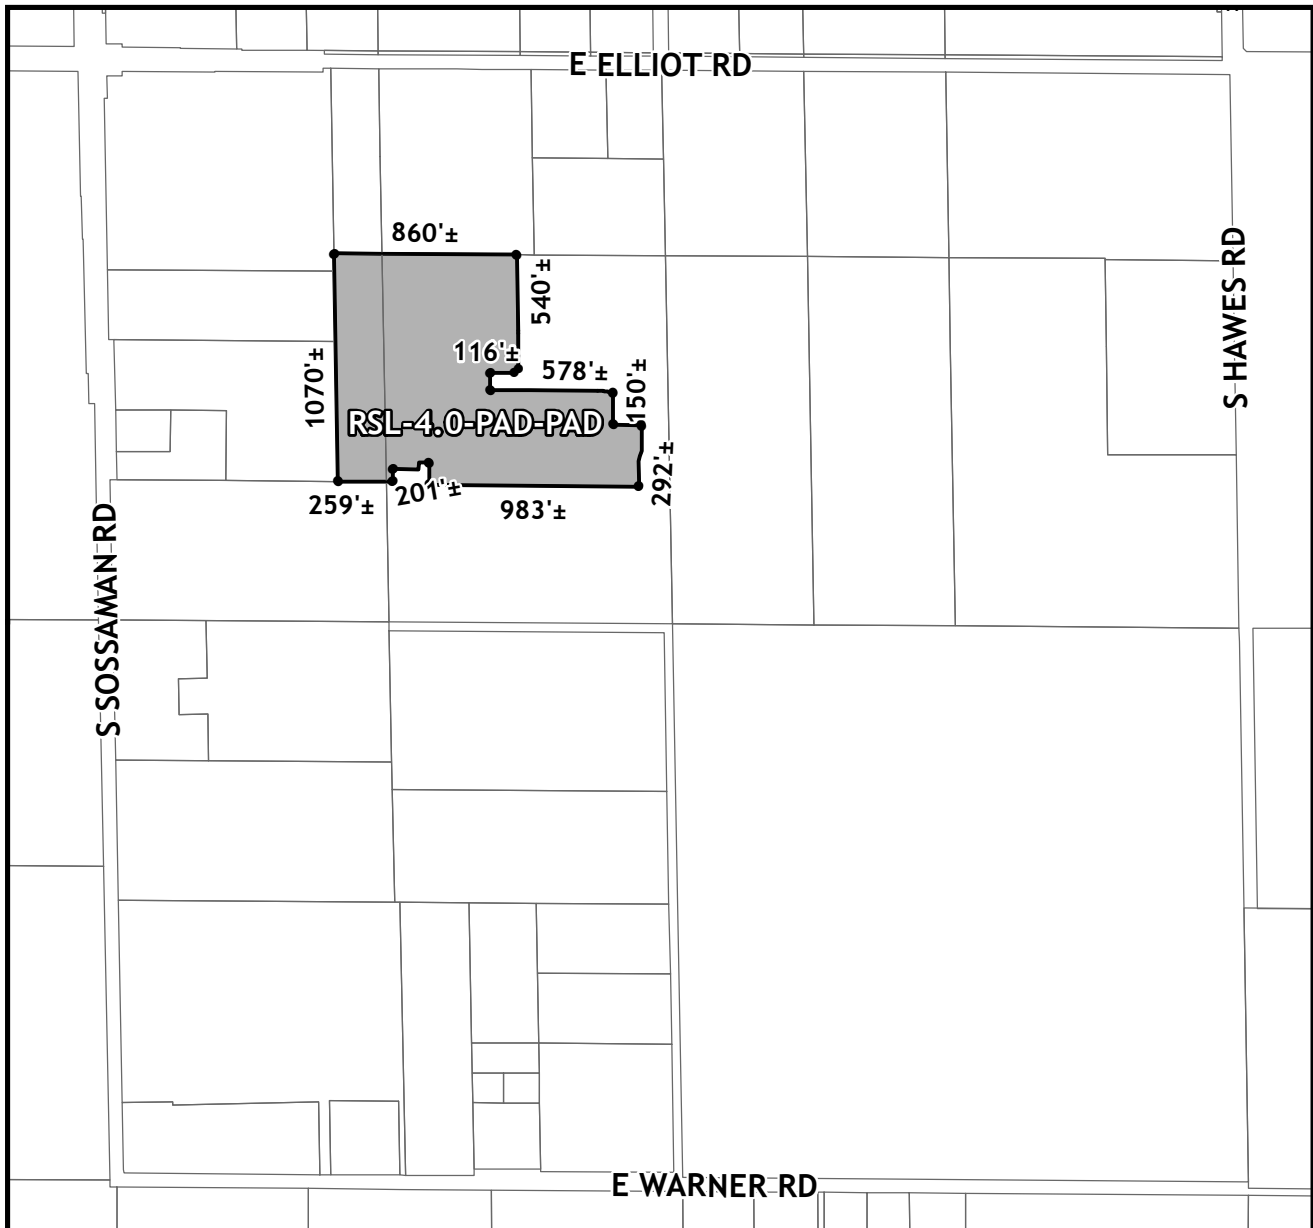 E ELLIOT RD
860'±
540'±
S HAWES RD
116'±
578'±
150'±
1070'±
RSL-4.0-PAD-PAD
292'±
259'±
201'±
983'±
S SOSSAMAN RD
E WARNER RD